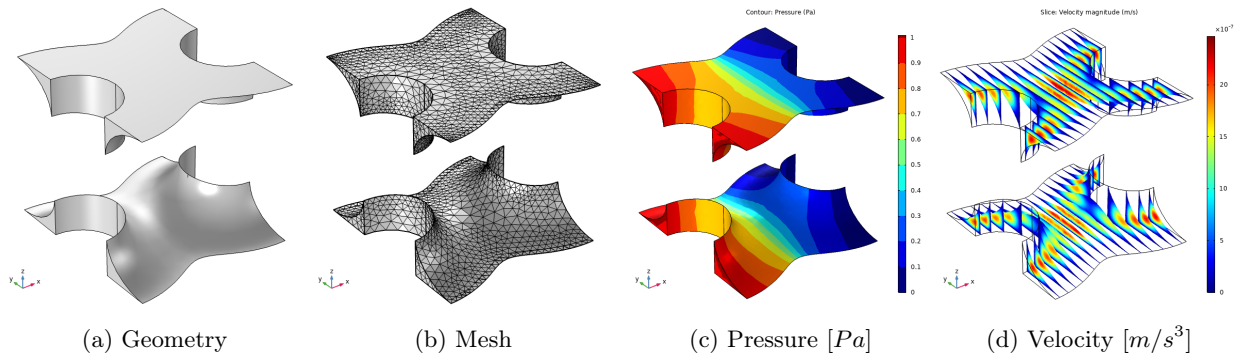 Contour: Pressure (Pa)
Slice: Velocity magnitude (m/s)
×10⁻³
1
0.9
0.8
0.7
0.6
0.5
0.4
0.3
0.2
0.1
0
20
15
10
5
0
z
y
x
z
y
x
z
y
x
z
y
x
(a) Geometry
(b) Mesh
(c) Pressure [Pa]
(d) Velocity [m/s³]